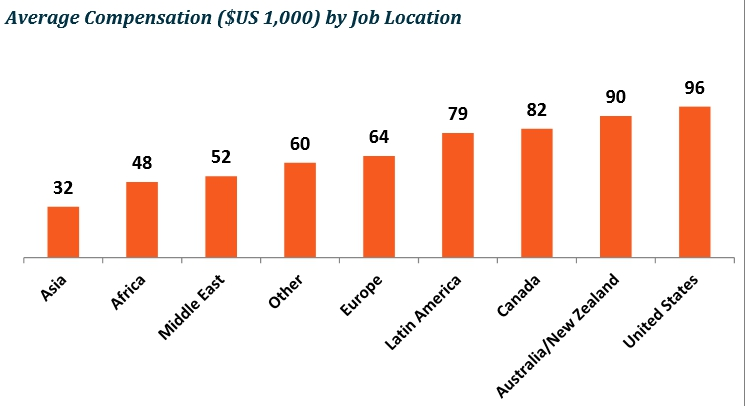 Average Compensation ($US 1,000) by Job Location
32
48
52
60
64
79
82
90
96
Asia
Africa
Middle East
Other
Europe
Latin America
Canada
Australia/New Zealand
United States